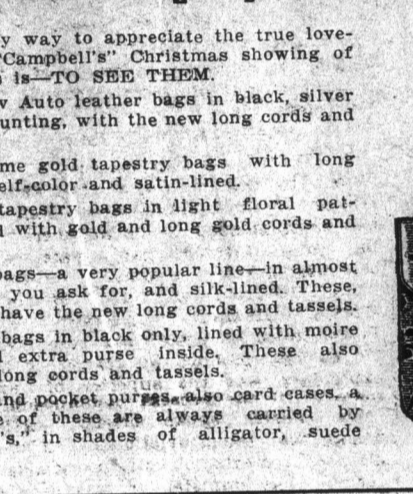 y way to appreciate the true love-
"Campbell's" Christmas showing of
is—TO SEE THEM.
w Auto leather bags in black, silver
unting, with the new long cords and
me gold tapestry bags with long
elf-color and satin-lined.
tapestry bags in light floral pat-
d with gold and long gold cords and
bags—a very popular line—in almost
you ask for, and silk-lined. These,
have the new long cords and tassels.
bags in black only, lined with moire
extra purse inside. These also
long cords and tassels.
and pocket purses, also card cases, a
e of these are always carried by
's," in shades of alligator, suede